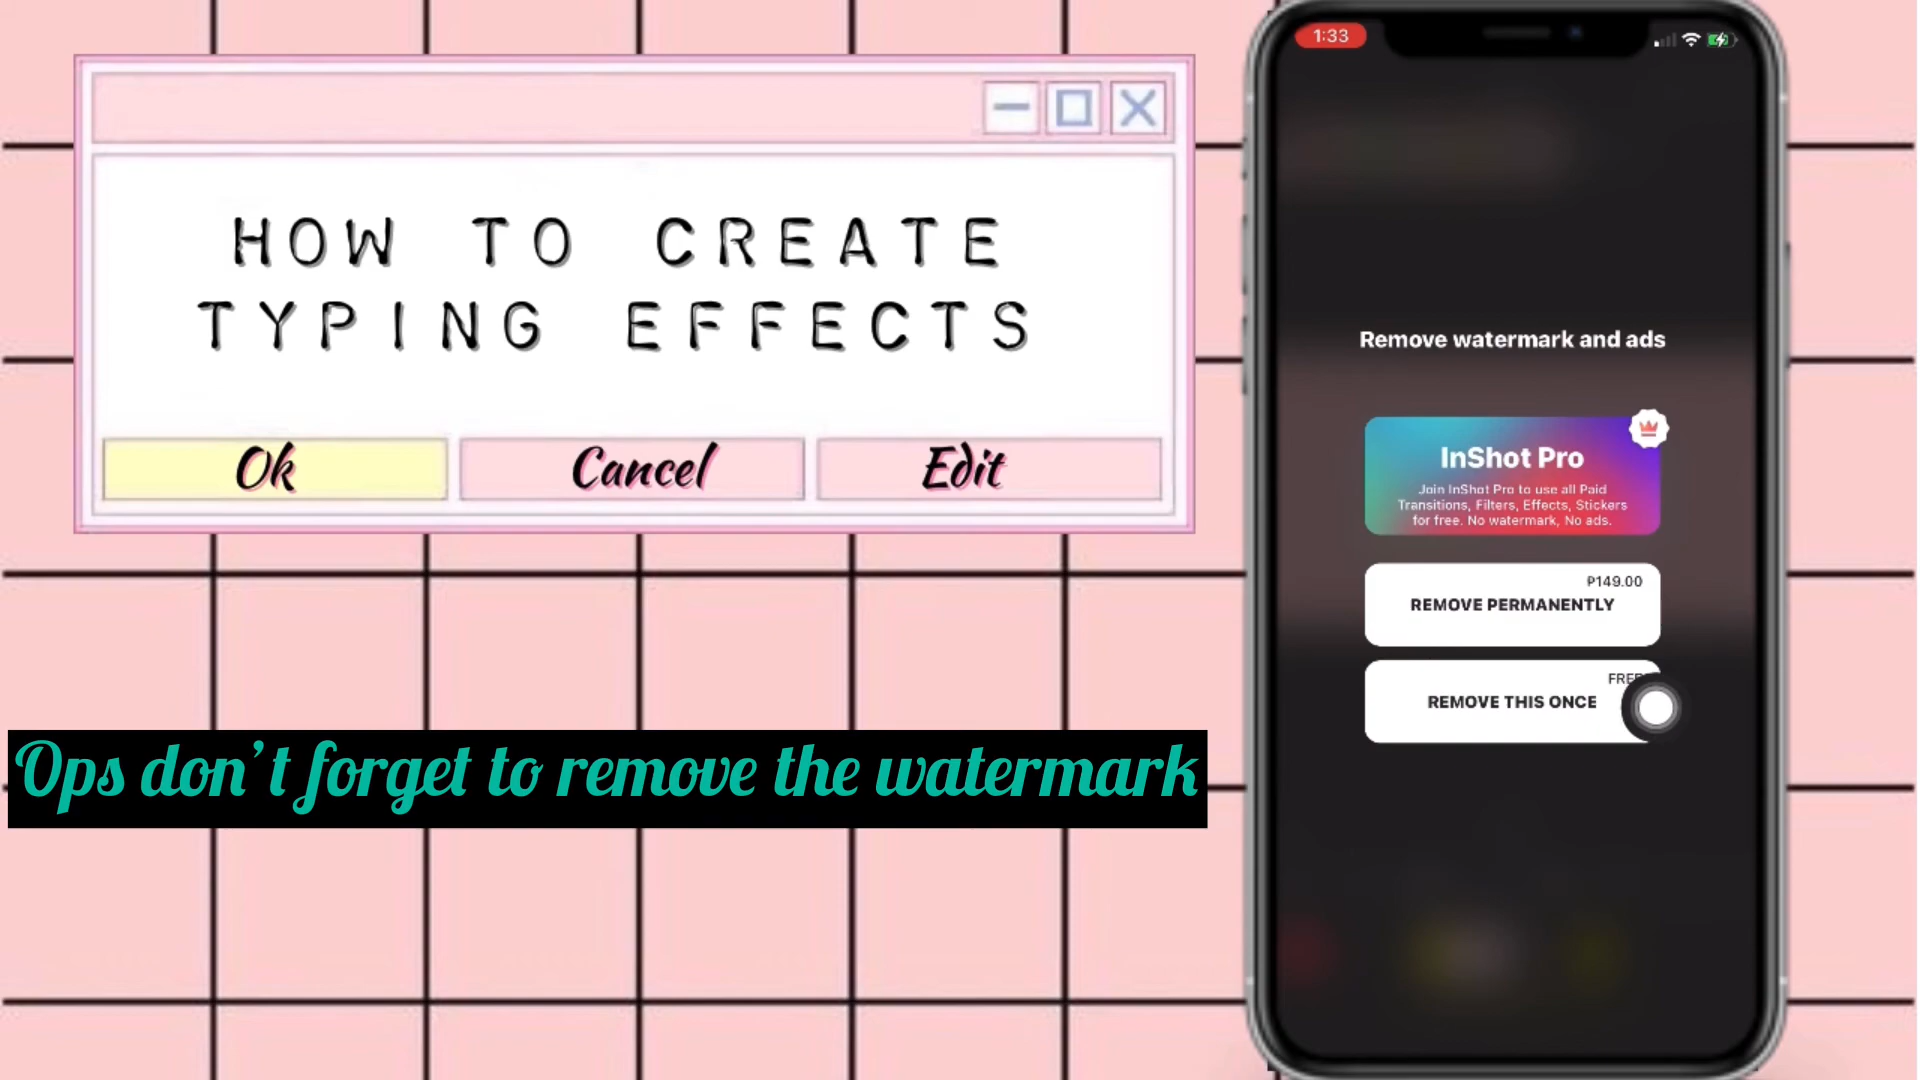 HOW TO CREATE
TYPING EFFECTS
Ok
Cancel
Edit
Ops don't forget to remove the watermark
1:33
Remove watermark and ads
InShot Pro
Join InShot Pro to use all Paid
Transitions, Filters, Effects, Stickers
for free. No watermark, No ads.
₱149.00
REMOVE PERMANENTLY
FREE
REMOVE THIS ONCE